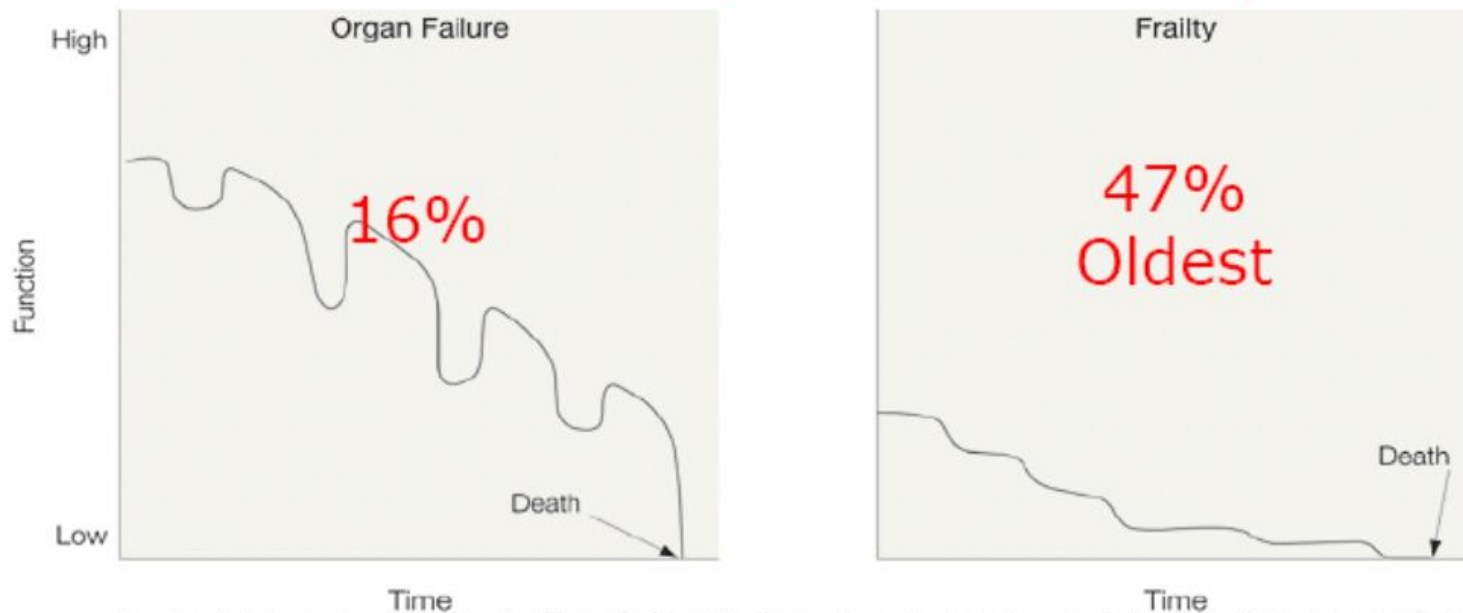 Organ Failure
High
16%
Function
Death
Low
Time
Frailty
47%
Oldest
Death
Time